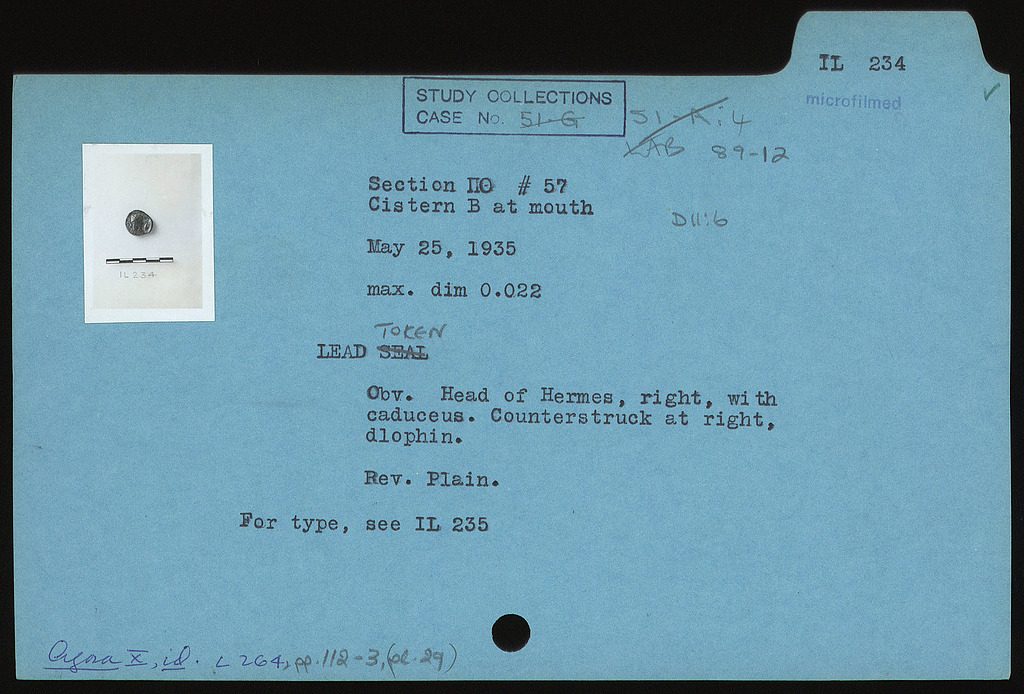 IL 234
microfilmed ✓
STUDY COLLECTIONS
CASE No. 51-G 51-K:4
LAB 89-12
Section ΠΘ # 57
Cistern B at mouth
D11:6
May 25, 1935
max. dim 0.022
IL 234
TOKEN
LEAD SEAL
Obv. Head of Hermes, right, with
caduceus. Counterstruck at right,
dlophin.
Rev. Plain.
For type, see IL 235
Agora X, id. L 264, pp. 112-3, (pl. 29)